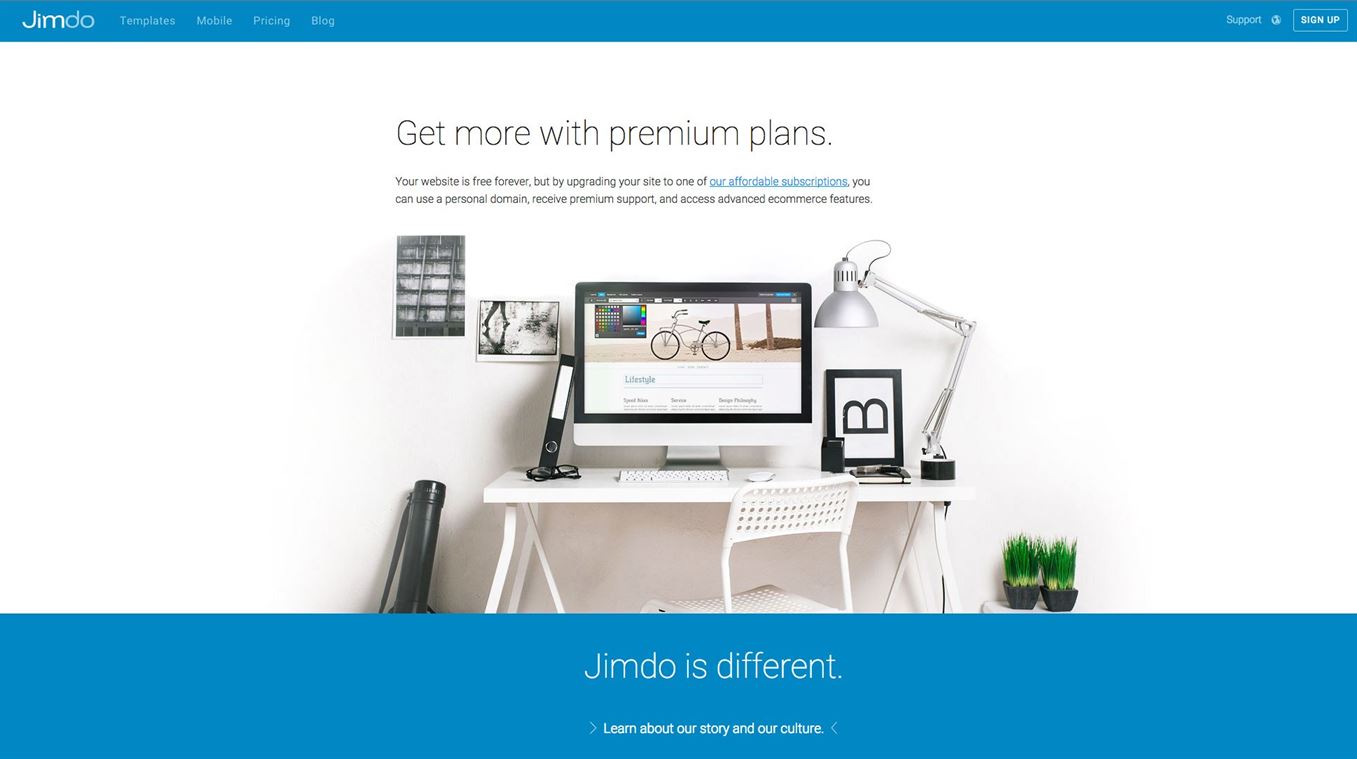 Jimdo
Templates Mobile Pricing Blog
Support SIGN UP
Get more with premium plans.
Your website is free forever, but by upgrading your site to one of our affordable subscriptions, you
can use a personal domain, receive premium support, and access advanced ecommerce features.
Lifestyle
Speed Bikes Service Design Philosophy
B
Jimdo is different.
Learn about our story and our culture.